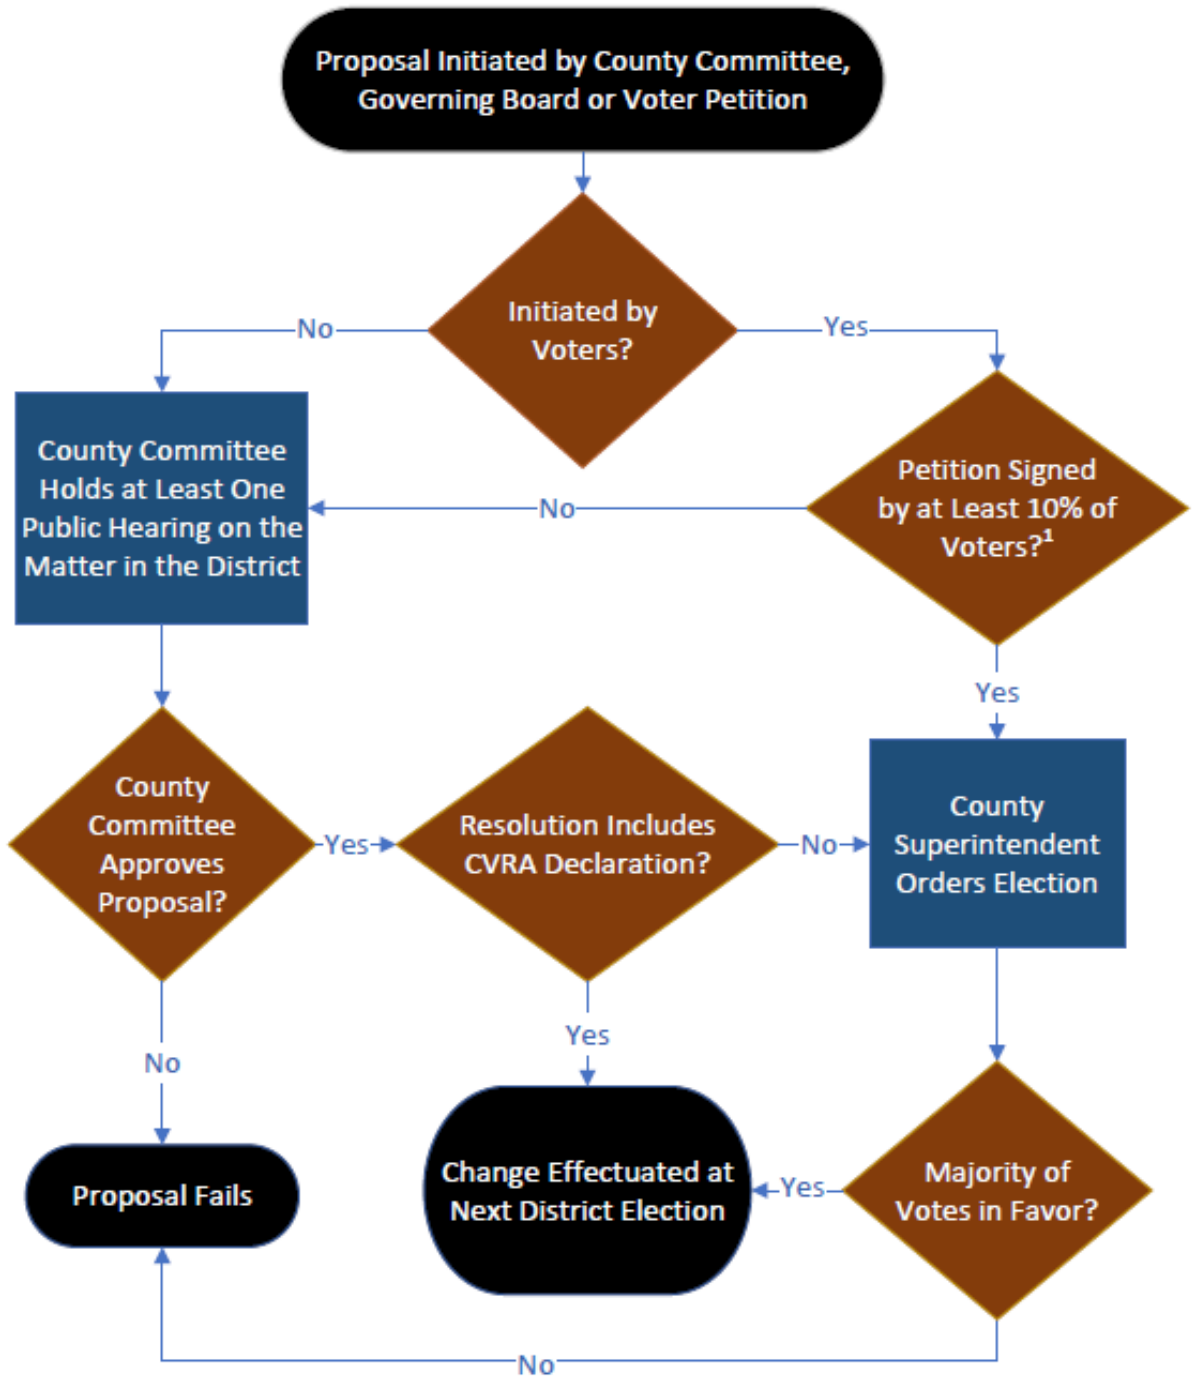 Proposal Initiated by County Committee,
Governing Board or Voter Petition
Initiated by
Voters?
No
Yes
County Committee
Holds at Least One
Public Hearing on the
Matter in the District
No
Petition Signed
by at Least 10% of
Voters?¹
Yes
County
Committee
Approves
Proposal?
Yes
Resolution Includes
CVRA Declaration?
No
County
Superintendent
Orders Election
No
Yes
Proposal Fails
Change Effectuated at
Next District Election
Yes
Majority of
Votes in Favor?
No